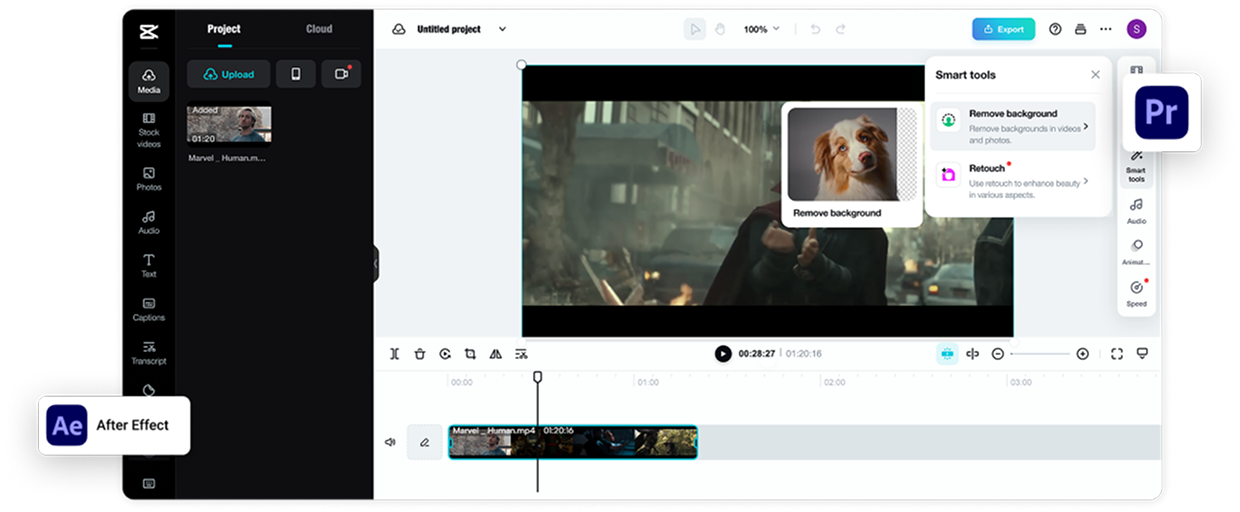 Project
Cloud
Upload
Added
01:20
Marvel _ Human.m...
Media
Stock
videos
Photos
Audio
Text
Captions
Transcript
Ae
After Effect
Untitled project
100%
Export
S
Smart tools
Remove background
Remove backgrounds in videos
and photos.
Retouch
Use retouch to enhance beauty
in various aspects.
Remove background
Pr
Smart
tools
Audio
Animat...
Speed
00:28:27
01:20:16
00:00
01:00
02:00
03:00
Marvel _ Human.mp4 01:20:16